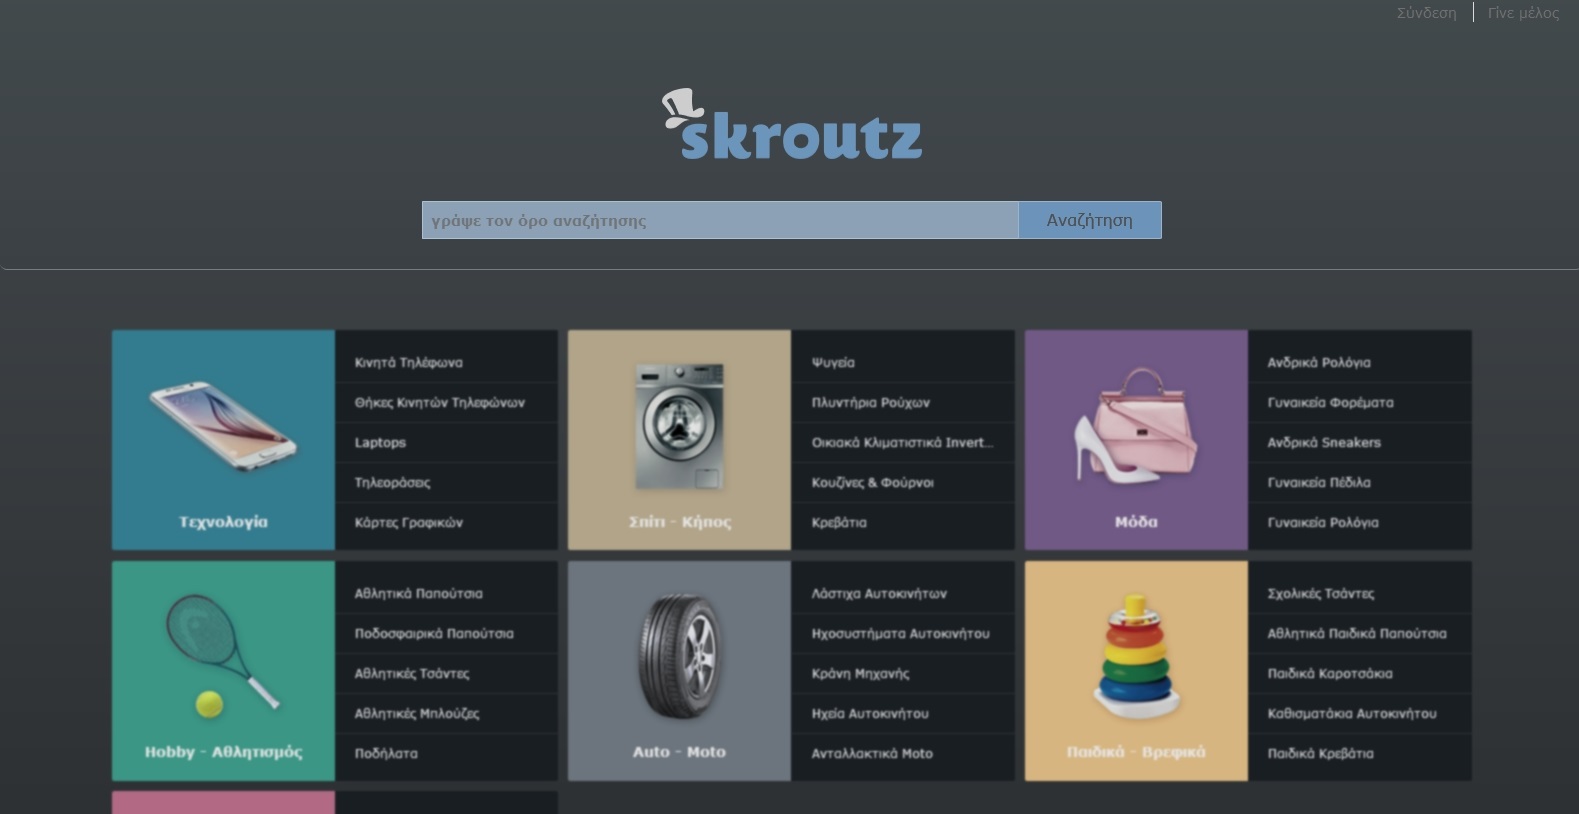 Σύνδεση
Γίνε μέλος
skroutz
γράψε τον όρο αναζήτησης
Αναζήτηση
Κινητά Τηλέφωνα
Θήκες Κινητών Τηλεφώνων
Laptops
Τηλεοράσεις
Κάρτες Γραφικών
Τεχνολογία
Ψυγεία
Πλυντήρια Ρούχων
Οικιακά Κλιματιστικά Invert...
Κουζίνες & Φούρνοι
Κρεβάτια
Σπίτι - Κήπος
Ανδρικά Ρολόγια
Γυναικεία Φορέματα
Ανδρικά Sneakers
Γυναικεία Πέδιλα
Γυναικεία Ρολόγια
Μόδα
Αθλητικά Παπούτσια
Ποδοσφαιρικά Παπούτσια
Αθλητικές Τσάντες
Αθλητικές Μπλούζες
Ποδήλατα
Hobby - Αθλητισμός
Λάστιχα Αυτοκινήτων
Ηχοσυστήματα Αυτοκινήτου
Κράνη Μηχανής
Ηχεία Αυτοκινήτου
Ανταλλακτικά Moto
Auto - Moto
Σχολικές Τσάντες
Αθλητικά Παιδικά Παπούτσια
Παιδικά Καροτσάκια
Καθισματάκια Αυτοκινήτου
Παιδικά Κρεβάτια
Παιδικά - Βρεφικά